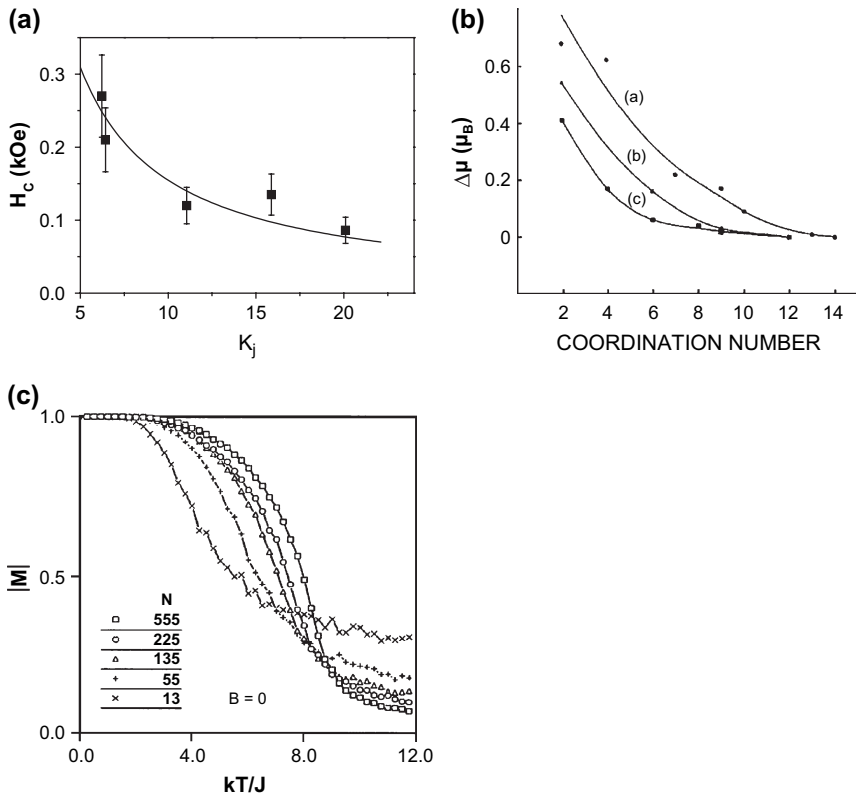 (a)
H_C (kOe)
0.3
0.2
0.1
0.0
5
10
15
20
K_j
(b)
Δμ (μ_B)
0.6
0.4
0.2
0
(a)
(b)
(c)
2 4 6 8 10 12 14
COORDINATION NUMBER
(c)
|M|
1.0
0.5
0.0
N
555
225
135
55
13
B = 0
0.0 4.0 8.0 12.0
kT/J